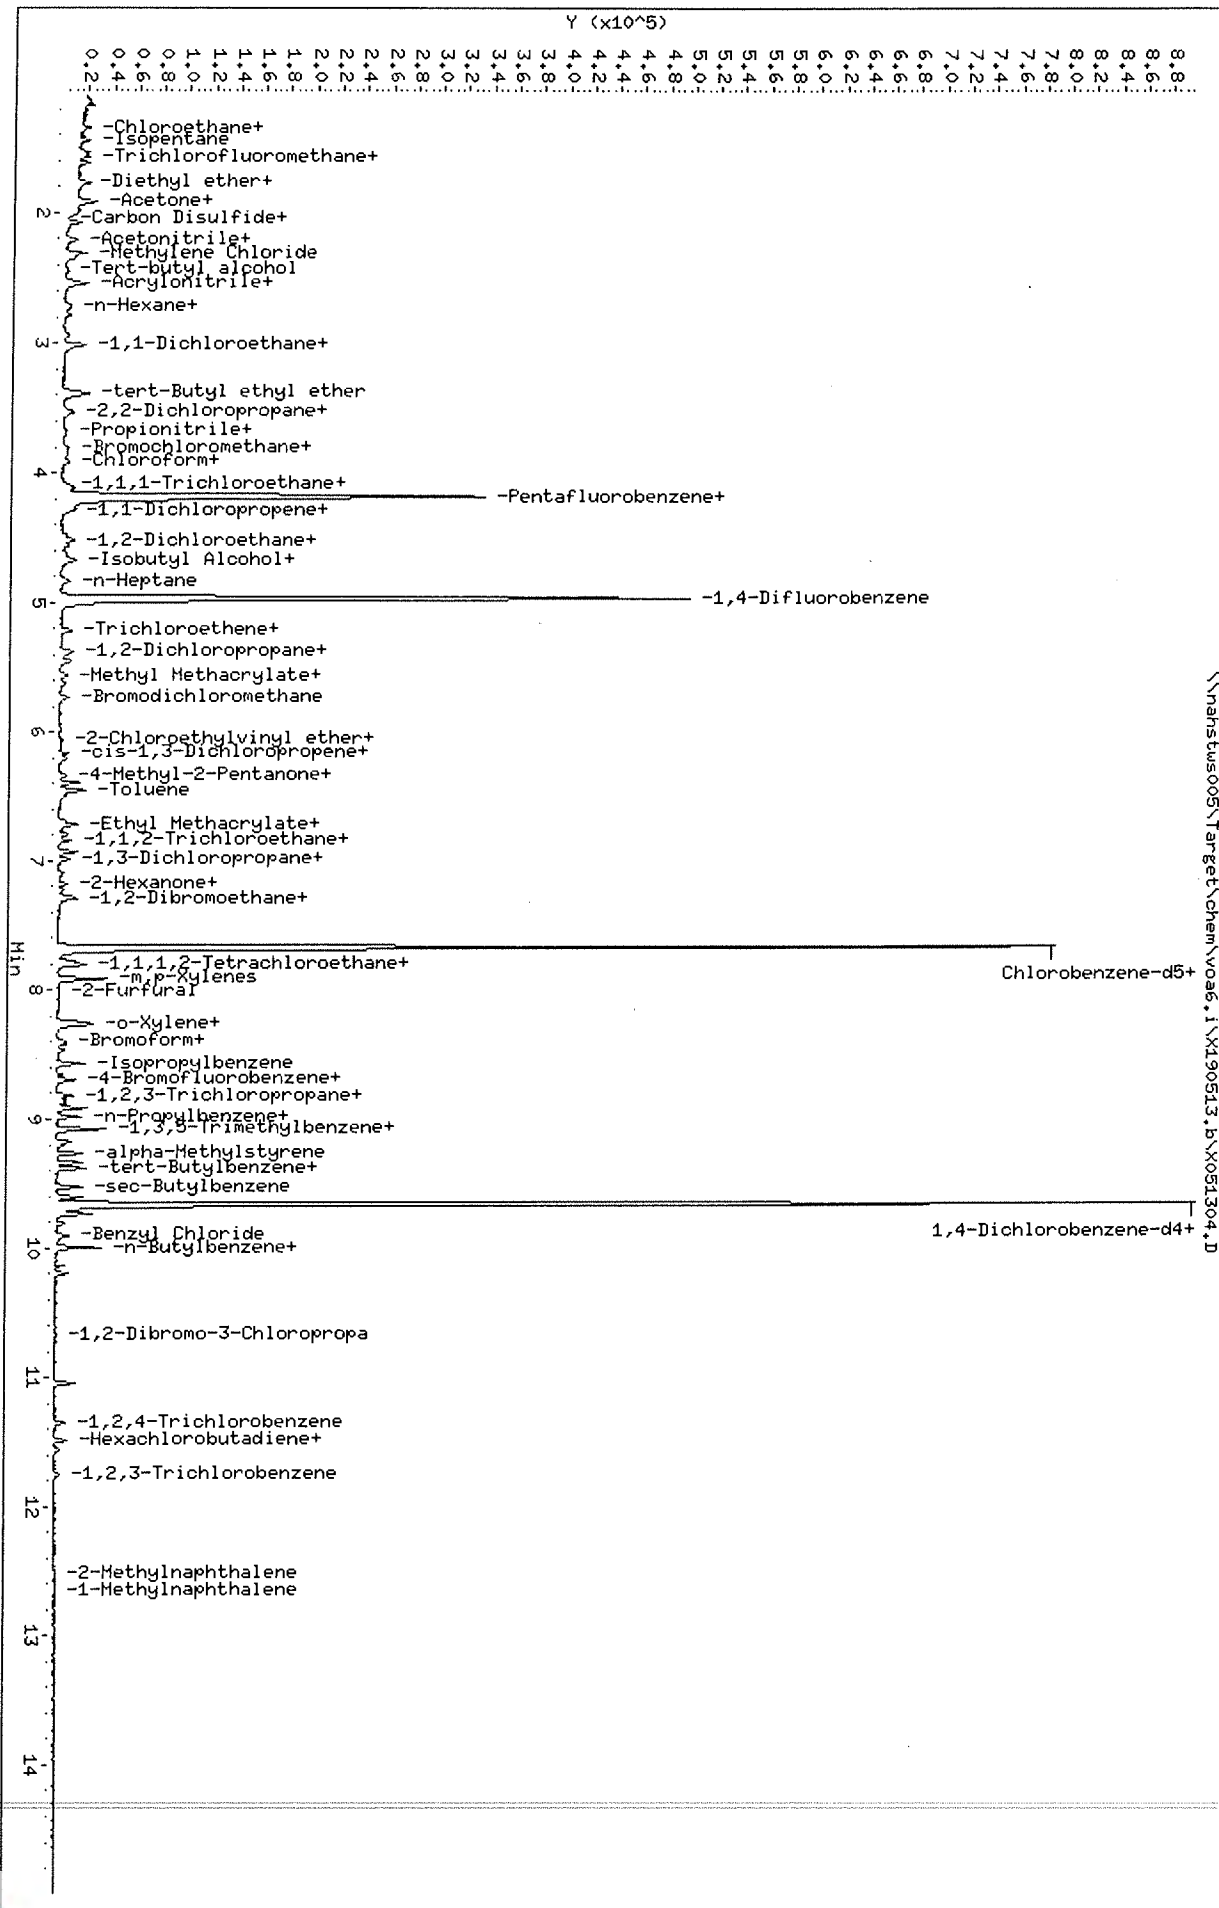 Y (x10^5)
0.2
0.4
0.6
0.8
1.0
1.2
1.4
1.6
1.8
2.0
2.2
2.4
2.6
2.8
3.0
3.2
3.4
3.6
3.8
4.0
4.2
4.4
4.6
4.8
5.0
5.2
5.4
5.6
5.8
6.0
6.2
6.4
6.6
6.8
7.0
7.2
7.4
7.6
7.8
8.0
8.2
8.4
8.6
8.8
-Chloroethane+
-Isopentane
-Trichlorofluoromethane+
-Diethyl ether+
-Acetone+
2
-Carbon Disulfide+
-Acetonitrile+
-Methylene Chloride
-Tert-butyl alcohol
-Acrylonitrile+
-n-Hexane+
3
-1,1-Dichloroethane+
-tert-Butyl ethyl ether
-2,2-Dichloropropane+
-Propionitrile+
-Bromochloromethane+
-Chloroform+
4
-1,1,1-Trichloroethane+
-Pentafluorobenzene+
-1,1-Dichloropropene+
-1,2-Dichloroethane+
-Isobutyl Alcohol+
-n-Heptane
5
-1,4-Difluorobenzene
-Trichloroethene+
-1,2-Dichloropropane+
-Methyl Methacrylate+
-Bromodichloromethane
6
-2-Chloroethylvinyl ether+
-cis-1,3-Dichloropropene+
-4-Methyl-2-Pentanone+
-Toluene
-Ethyl Methacrylate+
-1,1,2-Trichloroethane+
7
-1,3-Dichloropropane+
-2-Hexanone+
-1,2-Dibromoethane+
Min
-1,1,1,2-Tetrachloroethane+
Chlorobenzene-d5+
-m,p-Xylenes
8
-2-Furfural
-o-Xylene+
-Bromoform+
-Isopropylbenzene
-4-Bromofluorobenzene+
-1,2,3-Trichloropropane+
-n-Propylbenzene+
9
-1,3,5-Trimethylbenzene+
-alpha-Methylstyrene
-tert-Butylbenzene+
-sec-Butylbenzene
-Benzyl Chloride
1,4-Dichlorobenzene-d4+
10
-n-Butylbenzene+
-1,2-Dibromo-3-Chloropropa
11
-1,2,4-Trichlorobenzene
-Hexachlorobutadiene+
-1,2,3-Trichlorobenzene
12
-2-Methylnaphthalene
-1-Methylnaphthalene
13
14
\\nahstws005\Target\chem\voa6.i\X190513.b\X051304.D